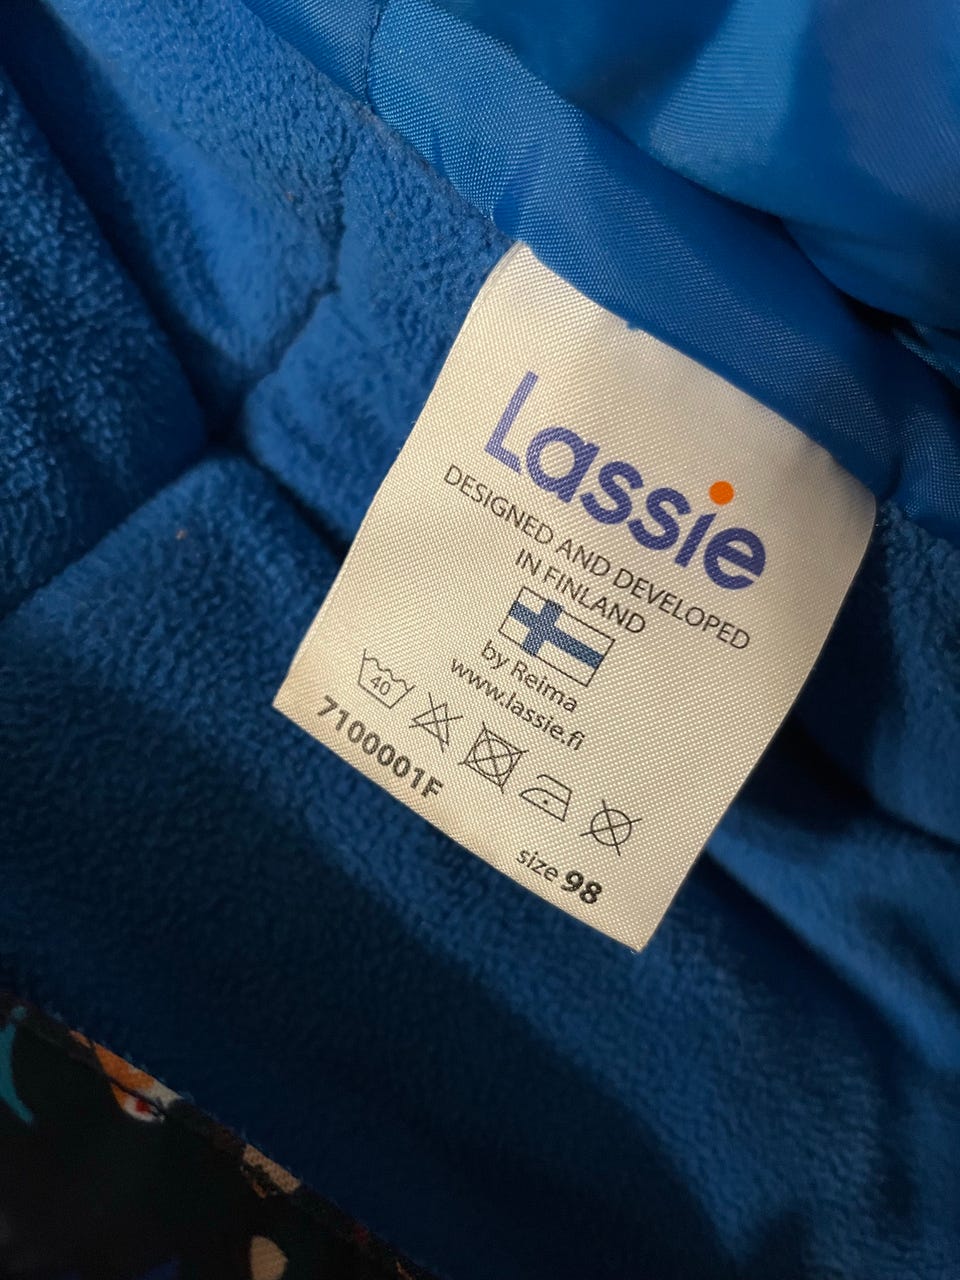 Lassie
DESIGNED AND DEVELOPED
IN FINLAND
by Reima
www.lassie.fi
40
7100001F
size 98